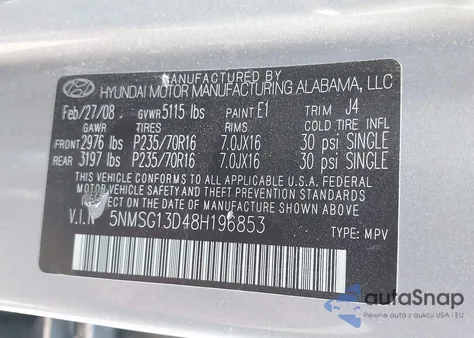 MANUFACTURED BY
HYUNDAI MOTOR MANUFACTURING ALABAMA, LLC
Feb/27/08 GVWR 5115 lbs PAINT E1 TRIM J4
GAWR TIRES RIMS COLD TIRE INFL
FRONT 2976 lbs P235/70R16 7.0JX16 30 psi SINGLE
REAR 3197 lbs P235/70R16 7.0JX16 30 psi SINGLE
THIS VEHICLE CONFORMS TO ALL APPLICABLE U.S. FEDERAL
MOTOR VEHICLE SAFETY AND THEFT PREVENTION STANDARDS
IN EFFECT ON THE DATE OF MANUFACTURE SHOWN ABOVE.
V.I.N 5NMSG13D48H196853
TYPE: MPV
autoSnap
Pewny import z aukcji USA i EU